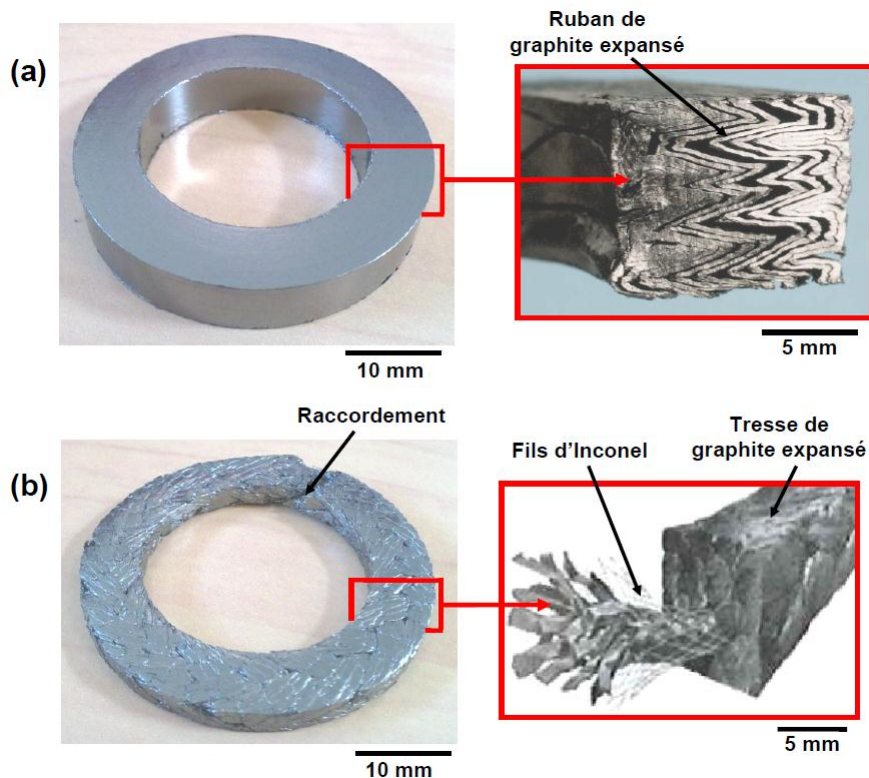 Ruban de
graphite expansé
(a)
10 mm
5 mm
Raccordement
Tresse de
graphite expansé
Fils d'Inconel
(b)
10 mm
5 mm